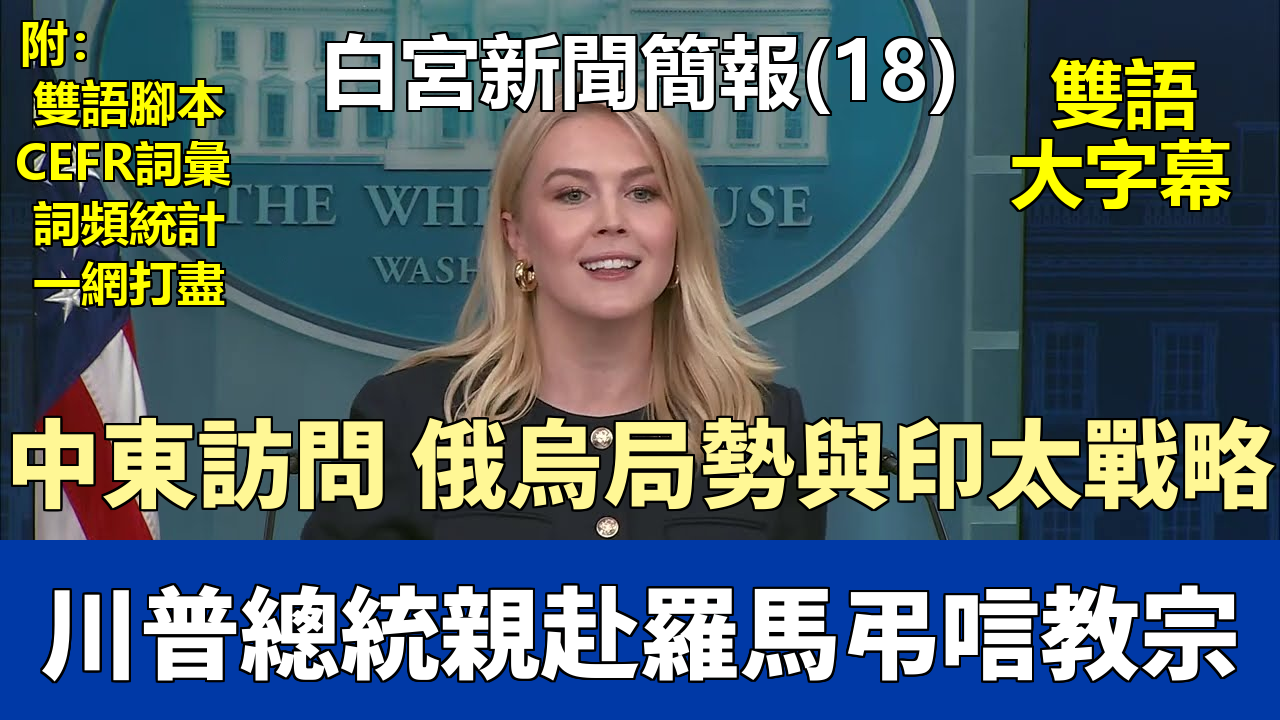 附：
雙語腳本
CEFR詞彙
詞頻統計
一網打盡
白宮新聞簡報(18)
雙語
大字幕
THE WHI USE
WASH
中東訪問 俄烏局勢與印太戰略
川普總統親赴羅馬弔唁教宗